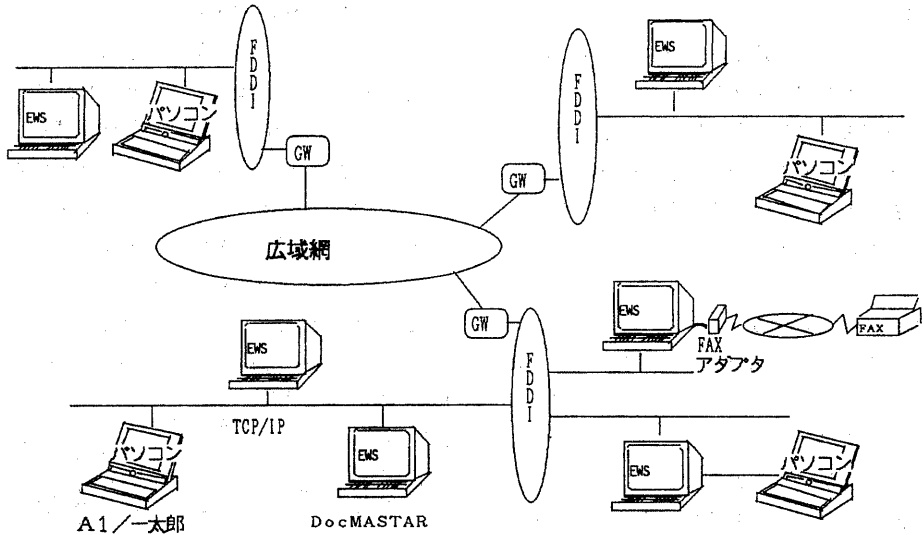 FDDI
EWS
パソコン
GW
FDDI
EWS
パソコン
GW
広域網
GW
FDDI
EWS
FAX
アダプタ
FAX
EWS
TCP/IP
パソコン
A1/一太郎
EWS
DocMASTAR
EWS
パソコン